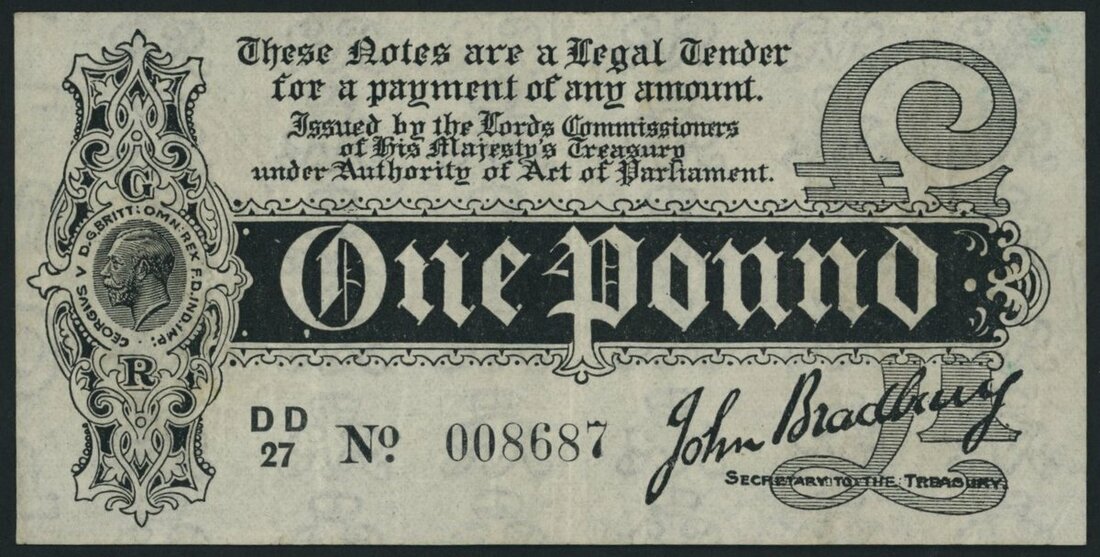 These Notes are a Legal Tender
for a payment of any amount.
Issued by the Lords Commissioners
of His Majesty's Treasury
under Authority of Act of Parliament.
£1
G
GEORGIVS V D.G.BRITT: OMN: REX F.D. IND: IMP:
R
One Pound
£1
DD
27
No. 008687
John Bradbury
SECRETARY TO THE TREASURY.